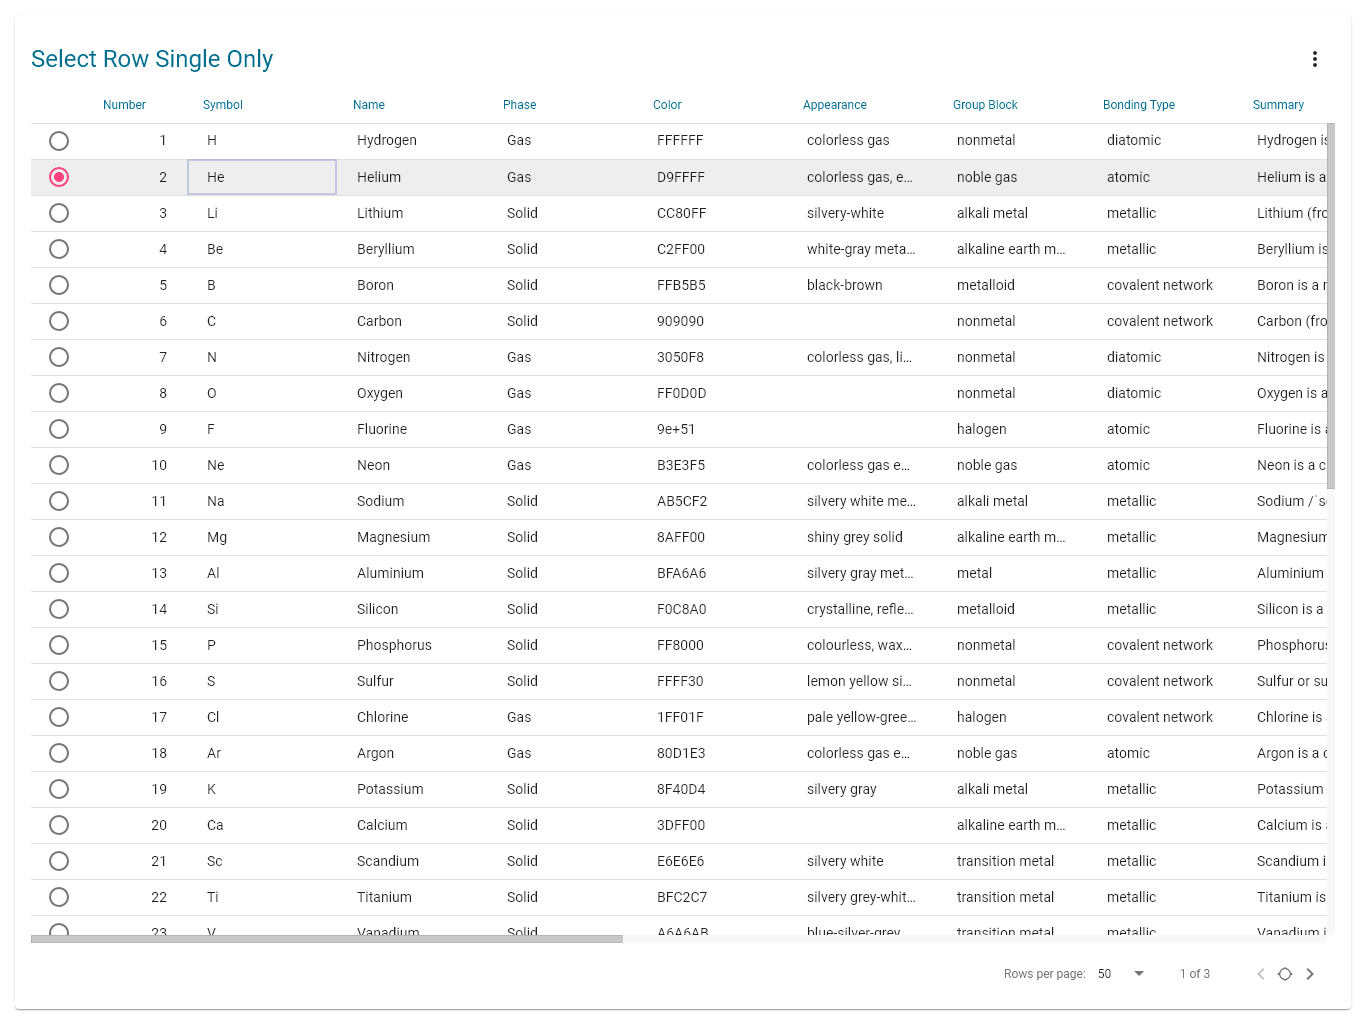 Select Row Single Only
Number Symbol Name Phase Color Appearance Group Block Bonding Type Summary
1 H Hydrogen Gas FFFFFF colorless gas nonmetal diatomic Hydrogen is
2 He Helium Gas D9FFFF colorless gas, e... noble gas atomic Helium is a
3 Li Lithium Solid CC80FF silvery-white alkali metal metallic Lithium (fro
4 Be Beryllium Solid C2FF00 white-gray meta... alkaline earth m... metallic Beryllium is
5 B Boron Solid FFB5B5 black-brown metalloid covalent network Boron is a
6 C Carbon Solid 909090 nonmetal covalent network Carbon (fro
7 N Nitrogen Gas 3050F8 colorless gas, li... nonmetal diatomic Nitrogen is
8 O Oxygen Gas FF0D0D nonmetal diatomic Oxygen is a
9 F Fluorine Gas 9e+51 halogen atomic Fluorine is
10 Ne Neon Gas B3E3F5 colorless gas e... noble gas atomic Neon is a c
11 Na Sodium Solid AB5CF2 silvery white me... alkali metal metallic Sodium /ˈs
12 Mg Magnesium Solid 8AFF00 shiny grey solid alkaline earth m... metallic Magnesium
13 Al Aluminium Solid BFA6A6 silvery gray met... metal metallic Aluminium
14 Si Silicon Solid F0C8A0 crystalline, refle... metalloid metallic Silicon is a
15 P Phosphorus Solid FF8000 colourless, wax... nonmetal covalent network Phosphorus
16 S Sulfur Solid FFFF30 lemon yellow si... nonmetal covalent network Sulfur or su
17 Cl Chlorine Gas 1FF01F pale yellow-gree... halogen covalent network Chlorine is
18 Ar Argon Gas 80D1E3 colorless gas e... noble gas atomic Argon is a c
19 K Potassium Solid 8F40D4 silvery gray alkali metal metallic Potassium
20 Ca Calcium Solid 3DFF00 alkaline earth m... metallic Calcium is
21 Sc Scandium Solid E6E6E6 silvery white transition metal metallic Scandium i
22 Ti Titanium Solid BFC2C7 silvery grey-whit... transition metal metallic Titanium is
23 V Vanadium Solid A6A6AB blue-silver-grey transition metal metallic Vanadium i
Rows per page: 50 1 of 3